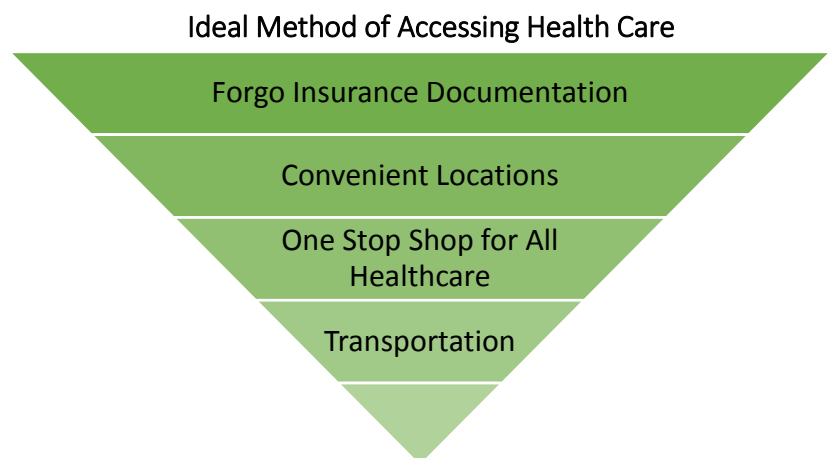 Ideal Method of Accessing Health Care
Forgo Insurance Documentation
Convenient Locations
One Stop Shop for All
Healthcare
Transportation